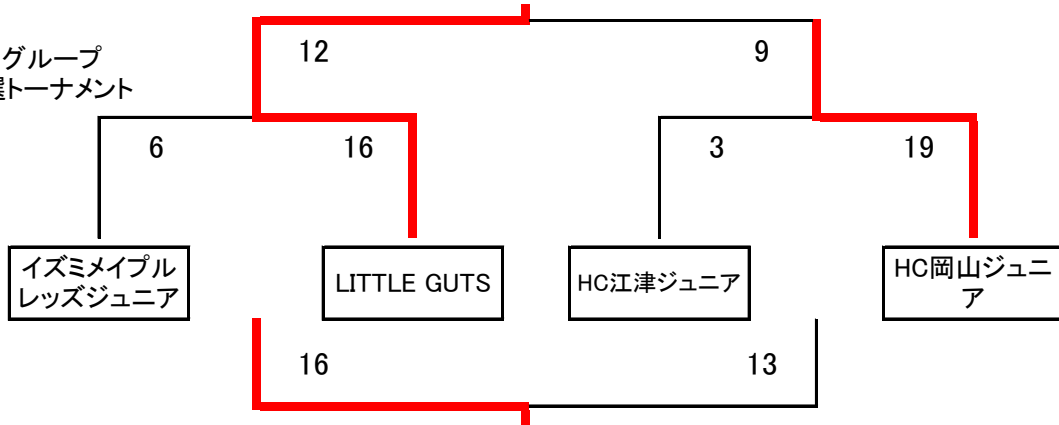 12
9
グループ
トーナメント
6
16
3
19
イズミメイプル
レッズジュニア
LITTLE GUTS
HC江津ジュニア
HC岡山ジュニ
ア
16
13